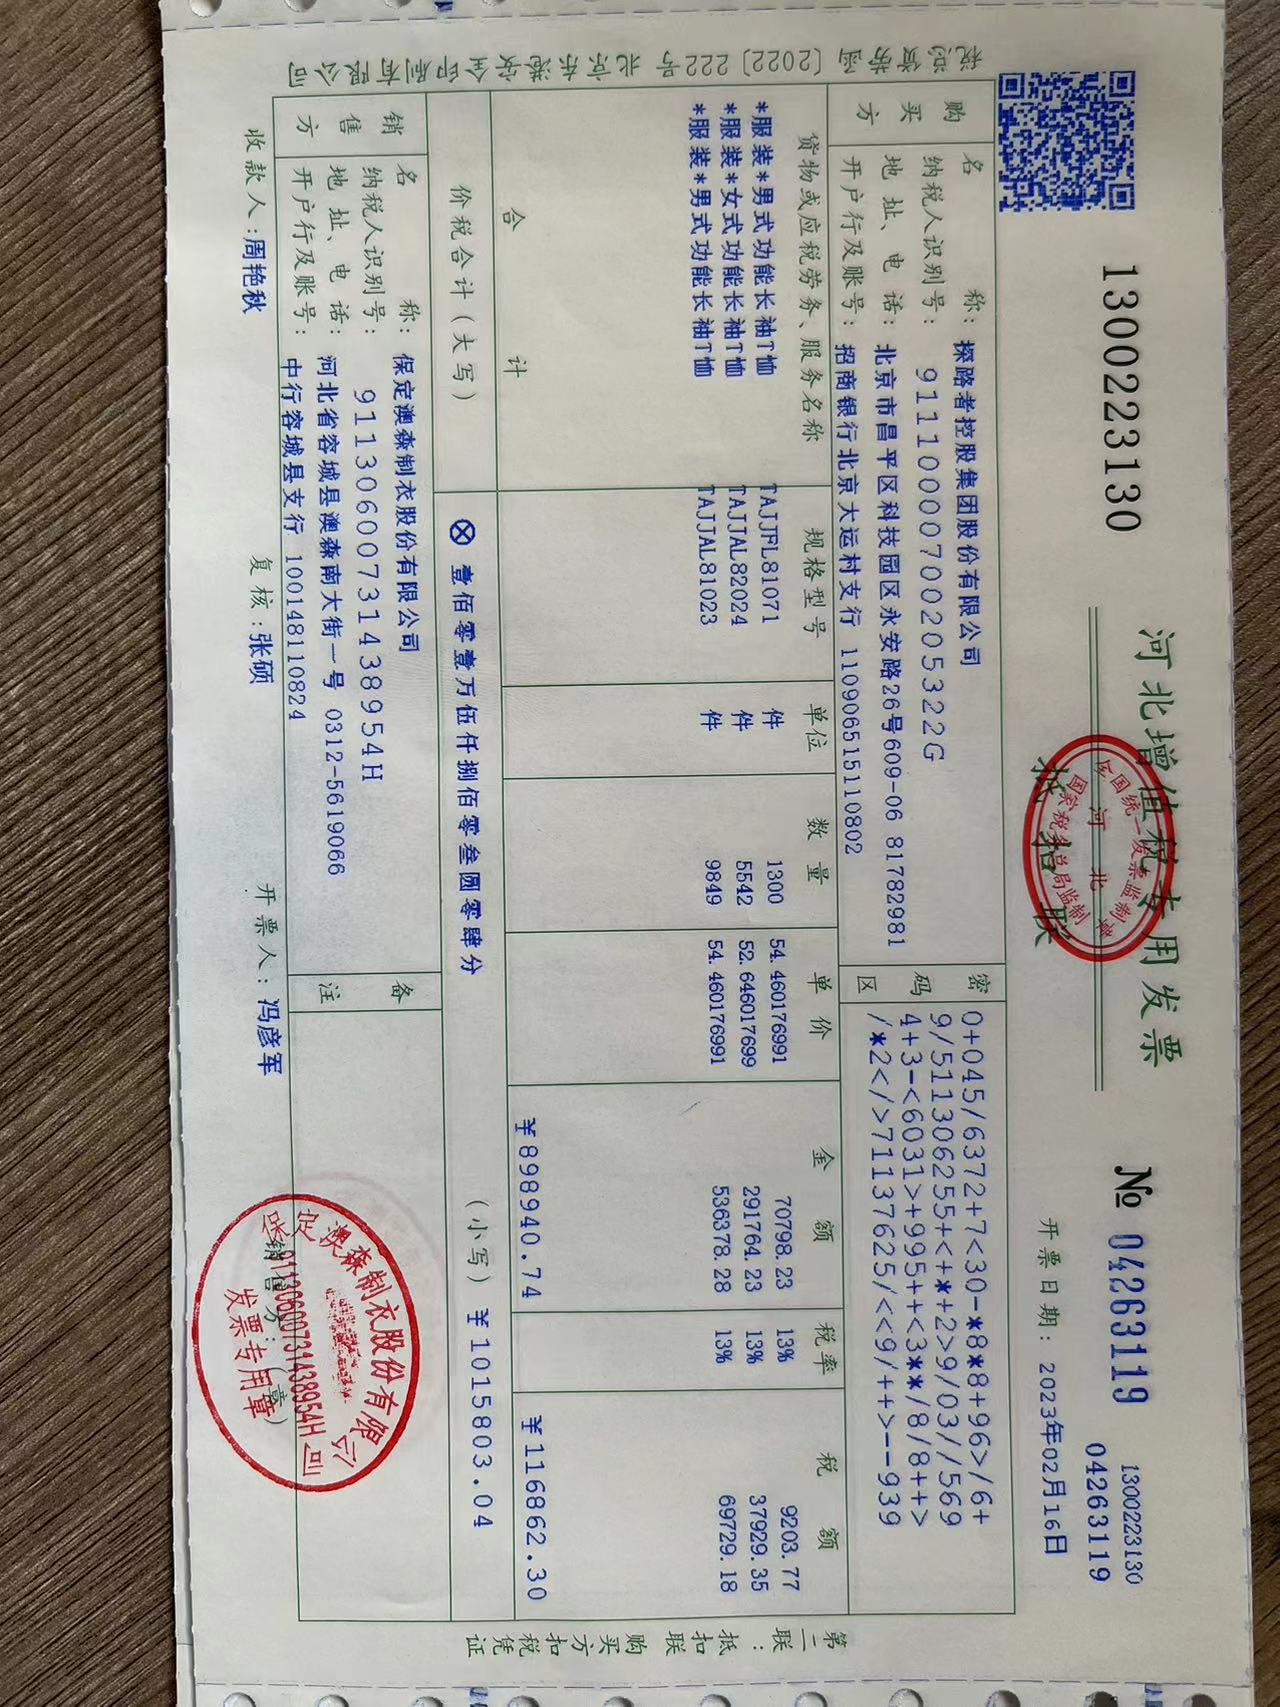 1300223130
河北增值税专用发票
抵扣联
全国统一发票监制章
河北
国家税务总局监制
№ 04263119
1300223130
04263119
开票日期: 2023年02月16日
税总货劳函〔2022〕222号 北京东港安全印刷有限公司
购买方
名称: 探路者控股集团股份有限公司
纳税人识别号: 91110000700205322G
地址、电话: 北京市昌平区科技园区永安路26号609-06 81782981
开户行及账号: 招商银行北京大运村支行 110906515110802
密码区
0+045/6372+7<30-*8*8+96>/6+
9/511306255+<+*+2>9/03//569
4+3-<6031>+995++<3**/8/8++>
/*2</>71137625/<<9/++>--939
货物或应税劳务、服务名称 规格型号 单位 数量 单价 金额 税率 税额
*服装*男式功能长袖T恤 TAJJFL81071 件 1300 54.460176991 70798.23 13% 9203.77
*服装*女式功能长袖T恤 TAJJAL82024 件 5542 52.646017699 291764.23 13% 37929.35
*服装*男式功能长袖T恤 TAJJAL81023 件 9849 54.460176991 536378.28 13% 69729.18
合计 ¥898940.74 ¥116862.30
价税合计(大写) ⊗壹佰零壹万伍仟捌佰零叁圆零肆分 (小写) ¥1015803.04
销售方
名称: 保定澳森制衣股份有限公司
纳税人识别号: 91130600731438954H
地址、电话: 河北省容城县澳森南大街一号 0312-5619066
开户行及账号: 中行容城县支行 100148110824
备注
收款人:周艳秋 复核:张硕 开票人: 冯彦军 销售方:(章)
保定澳森制衣股份有限公司
91130600731438954H
发票专用章
第二联:抵扣联 购买方扣税凭证